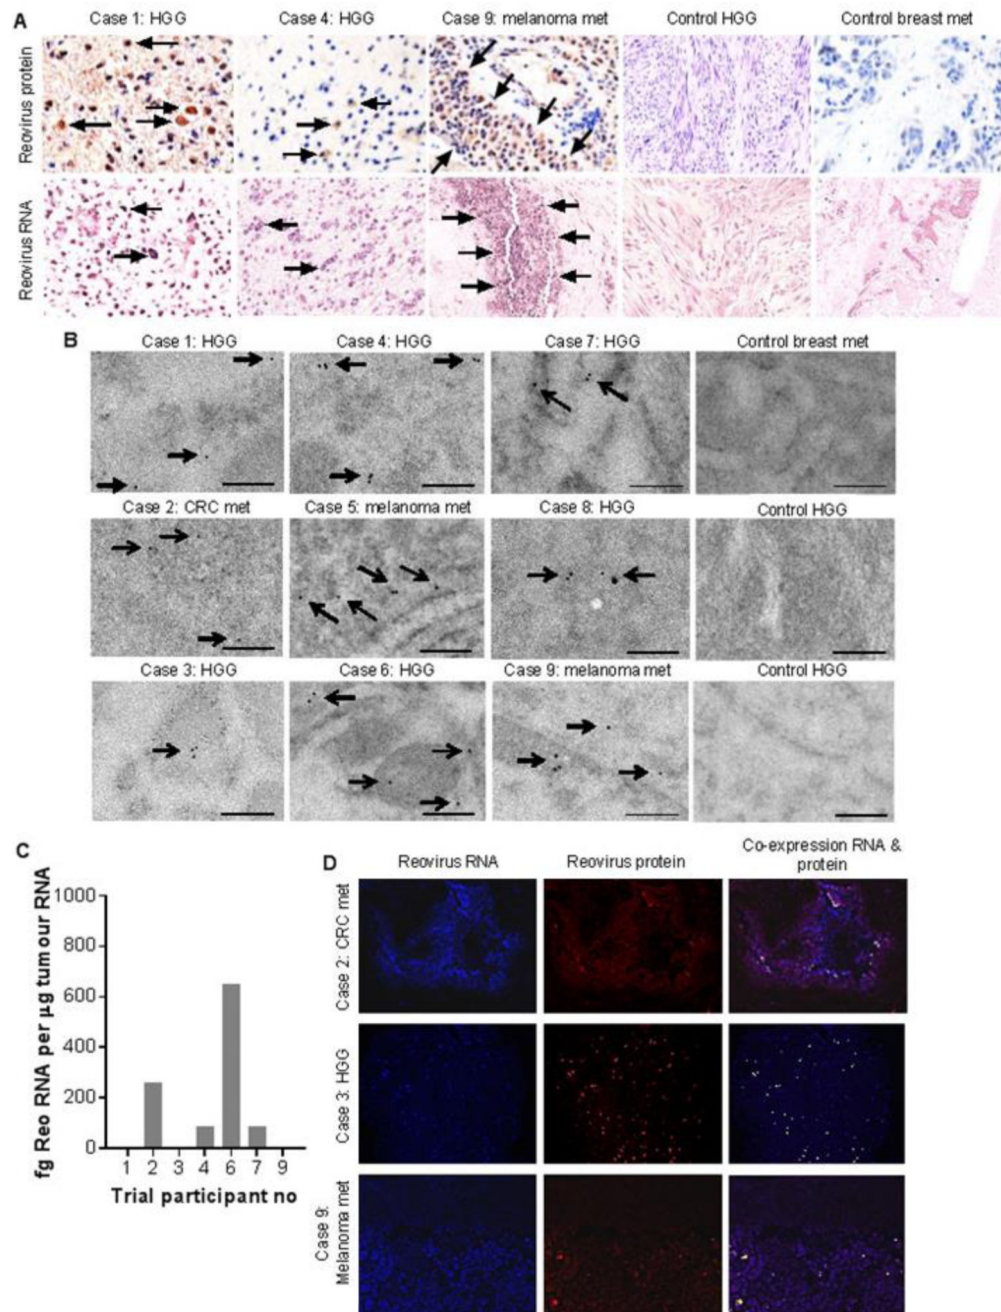 A
Case 1: HGG Case 4: HGG Case 9: melanoma met Control HGG Control breast met
Reovirus protein
Reovirus RNA
B
Case 1: HGG Case 4: HGG Case 7: HGG Control breast met
Case 2: CRC met Case 5: melanoma met Case 8: HGG Control HGG
Case 3: HGG Case 6: HGG Case 9: melanoma met Control HGG
C
fg Reo RNA per µg tumour RNA
1000
800
600
400
200
0
1 2 3 4 6 7 9
Trial participant no
D
Reovirus RNA Reovirus protein Co-expression RNA &
protein
Case 2: CRC met
Case 3: HGG
Case 9:
Melanoma met